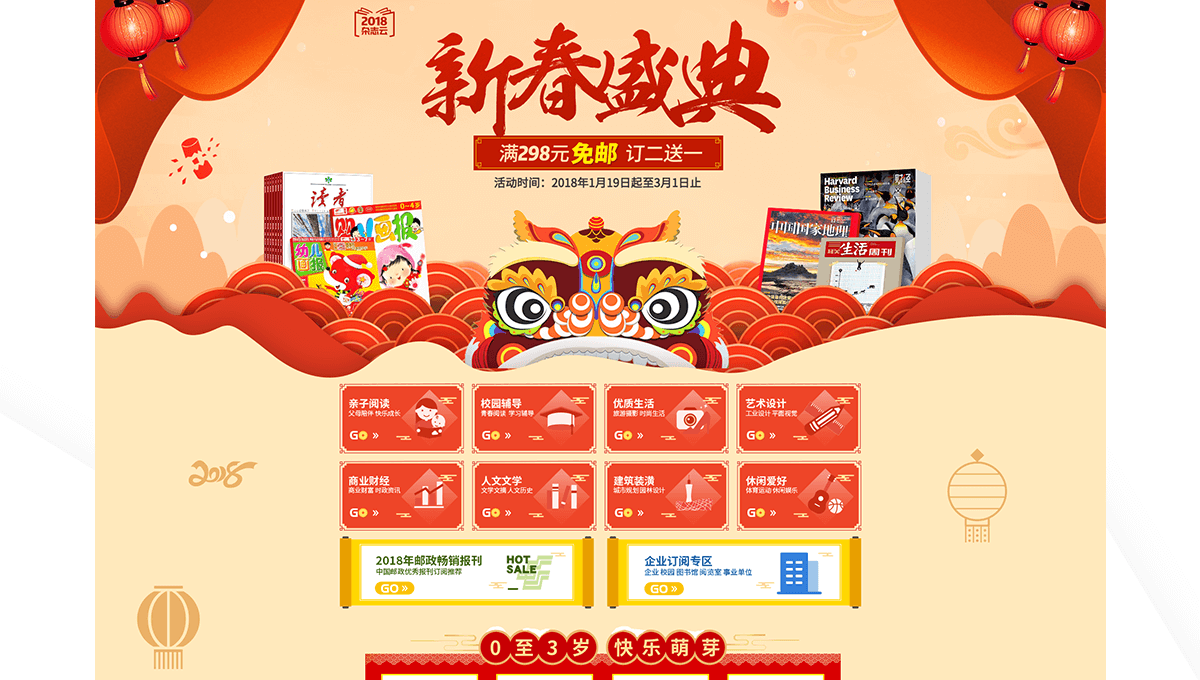 2018
杂志云
新春盛典
满298元免邮 订二送一
活动时间：2018年1月19日起至3月1日止
读者
0-4岁
画报
幼儿
画报
Harvard
Business
Review
中国国家地理
生活周刊
亲子阅读
父母陪伴 快乐成长
GO »
校园辅导
青春阅读 学习辅导
GO »
优质生活
旅游摄影 时尚生活
GO »
艺术设计
工业设计 平面视觉
GO »
商业财经
商业财富 时政资讯
GO »
人文文学
文学文摘 人文历史
GO »
建筑装潢
城市规划 园林设计
GO »
休闲爱好
体育运动 休闲娱乐
GO »
2018年邮政畅销报刊
中国邮政优秀报刊订阅推荐
GO »
HOT
SALE
企业订阅专区
企业 校园 图书馆 阅览室 事业单位
GO »
2018
0至3岁 快乐萌芽